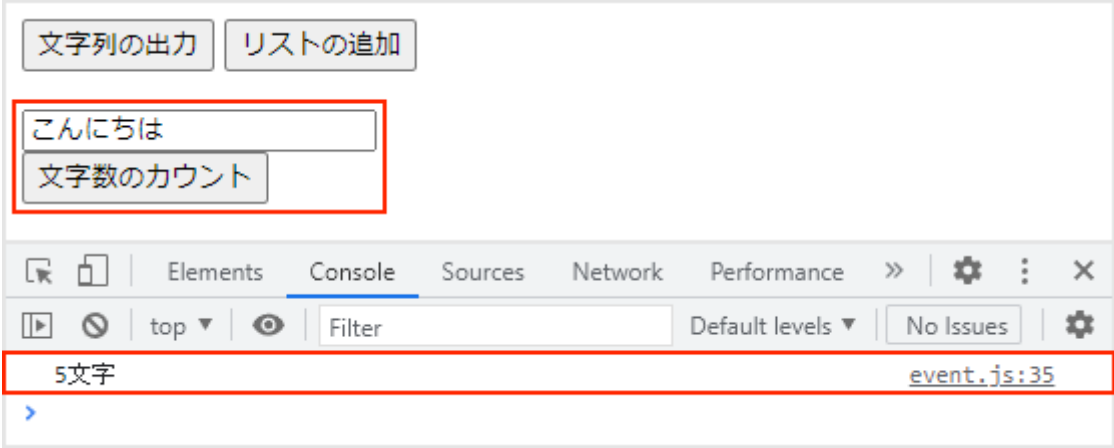 文字列の出力 リストの追加
こんにちは
文字数のカウント
Elements Console Sources Network Performance »
top ▼ Filter Default levels ▼ No Issues
5文字 event.js:35
>